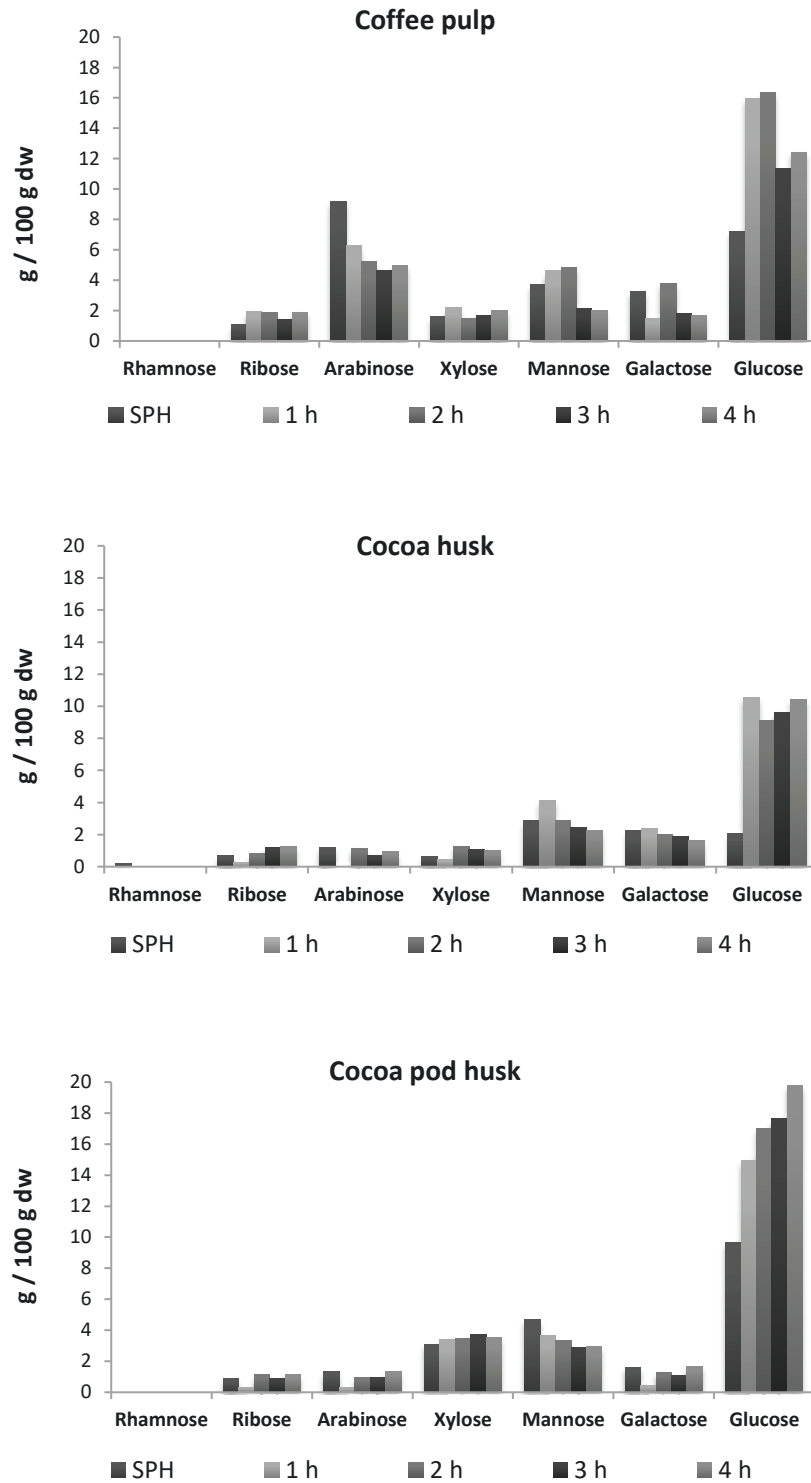 Coffee pulp
20
18
16
14
12
10
8
6
4
2
0
g / 100 g dw
Rhamnose Ribose Arabinose Xylose Mannose Galactose Glucose
SPH 1 h 2 h 3 h 4 h
Cocoa husk
20
18
16
14
12
10
8
6
4
2
0
g / 100 g dw
Rhamnose Ribose Arabinose Xylose Mannose Galactose Glucose
SPH 1 h 2 h 3 h 4 h
Cocoa pod husk
20
18
16
14
12
10
8
6
4
2
0
g / 100 g dw
Rhamnose Ribose Arabinose Xylose Mannose Galactose Glucose
SPH 1 h 2 h 3 h 4 h